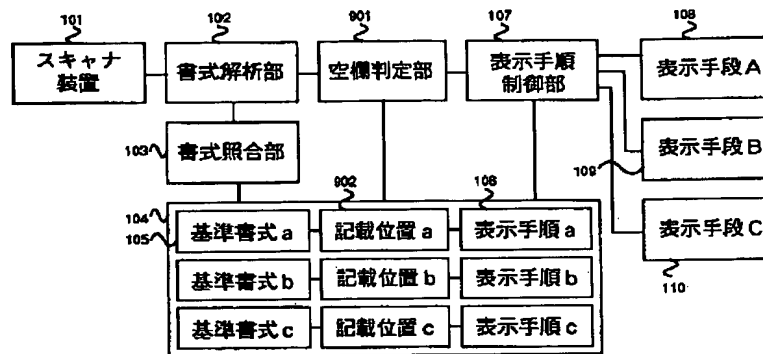 101
102
901
107
108
スキャナ
装置
書式解析部
空欄判定部
表示手順
制御部
表示手段A
103
書式照合部
109
表示手段B
104
105
902
106
基準書式a
記載位置a
表示手順a
表示手段C
基準書式b
記載位置b
表示手順b
110
基準書式c
記載位置c
表示手順c